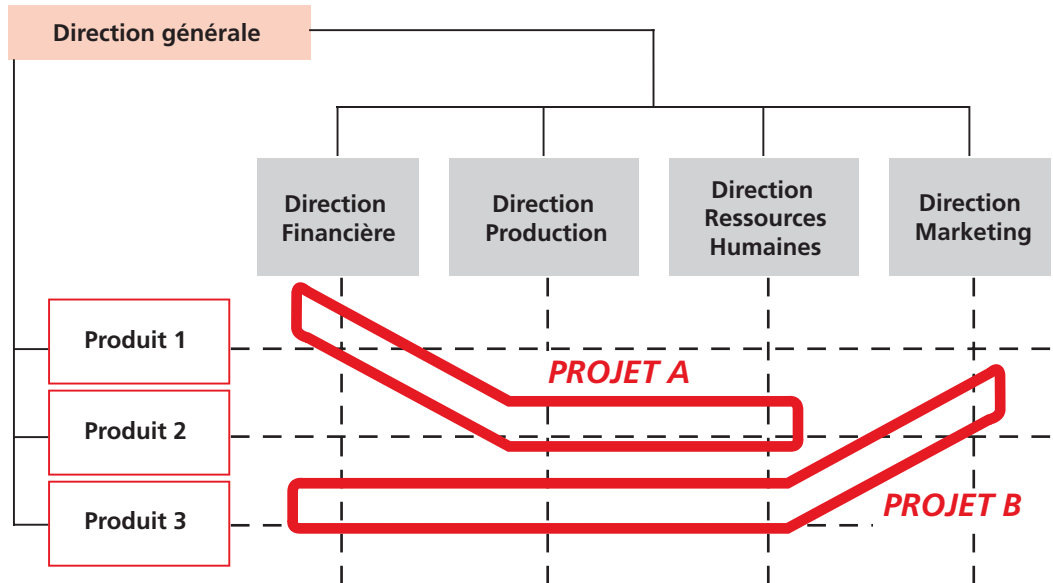 Direction générale
Direction
Financière
Direction
Production
Direction
Ressources
Humaines
Direction
Marketing
Produit 1
PROJET A
Produit 2
Produit 3
PROJET B